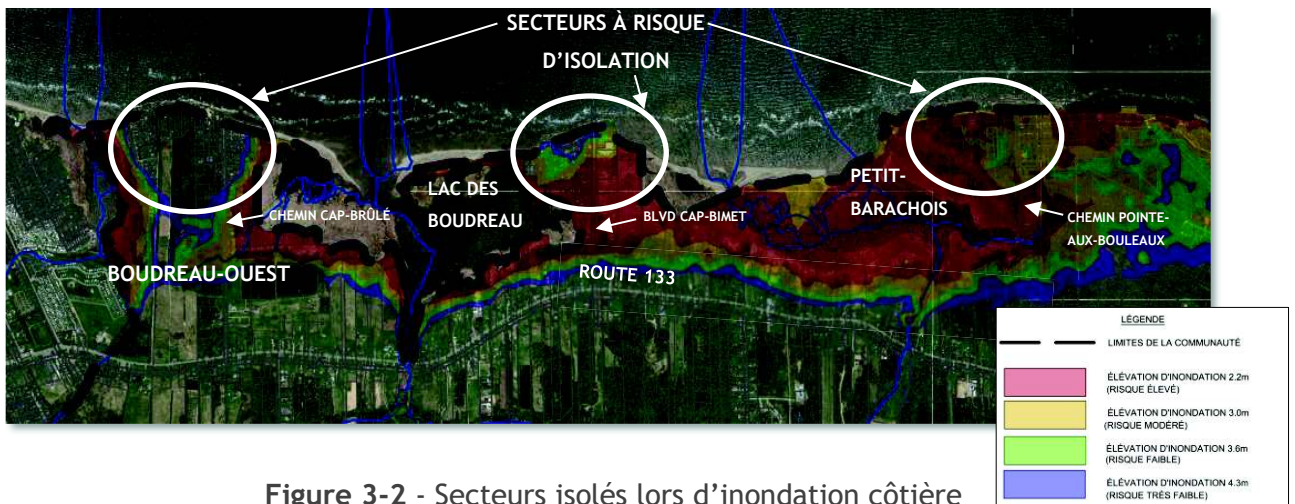 SECTEURS À RISQUE
D'ISOLATION
LAC DES
BOUDREAU
PETIT-
BARACHOIS
CHEMIN CAP-BRÛLÉ
BLVD CAP-BIMET
CHEMIN POINTE-
AUX-BOULEAUX
BOUDREAU-OUEST
ROUTE 133
LÉGENDE
LIMITES DE LA COMMUNAUTÉ
ÉLÉVATION D'INONDATION 2.2m
(RISQUE ÉLEVÉ)
ÉLÉVATION D'INONDATION 3.0m
(RISQUE MODÉRÉ)
ÉLÉVATION D'INONDATION 3.6m
(RISQUE FAIBLE)
ÉLÉVATION D'INONDATION 4.3m
(RISQUE TRÈS FAIBLE)
Figure 3-2 - Secteurs isolés lors d'inondation côtière